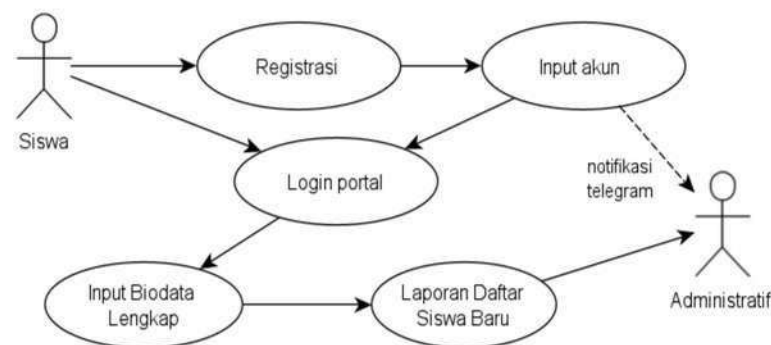 Registrasi
Input akun
Siswa
Login portal
notifikasi
telegram
Input Biodata
Lengkap
Laporan Daftar
Siswa Baru
Administratif